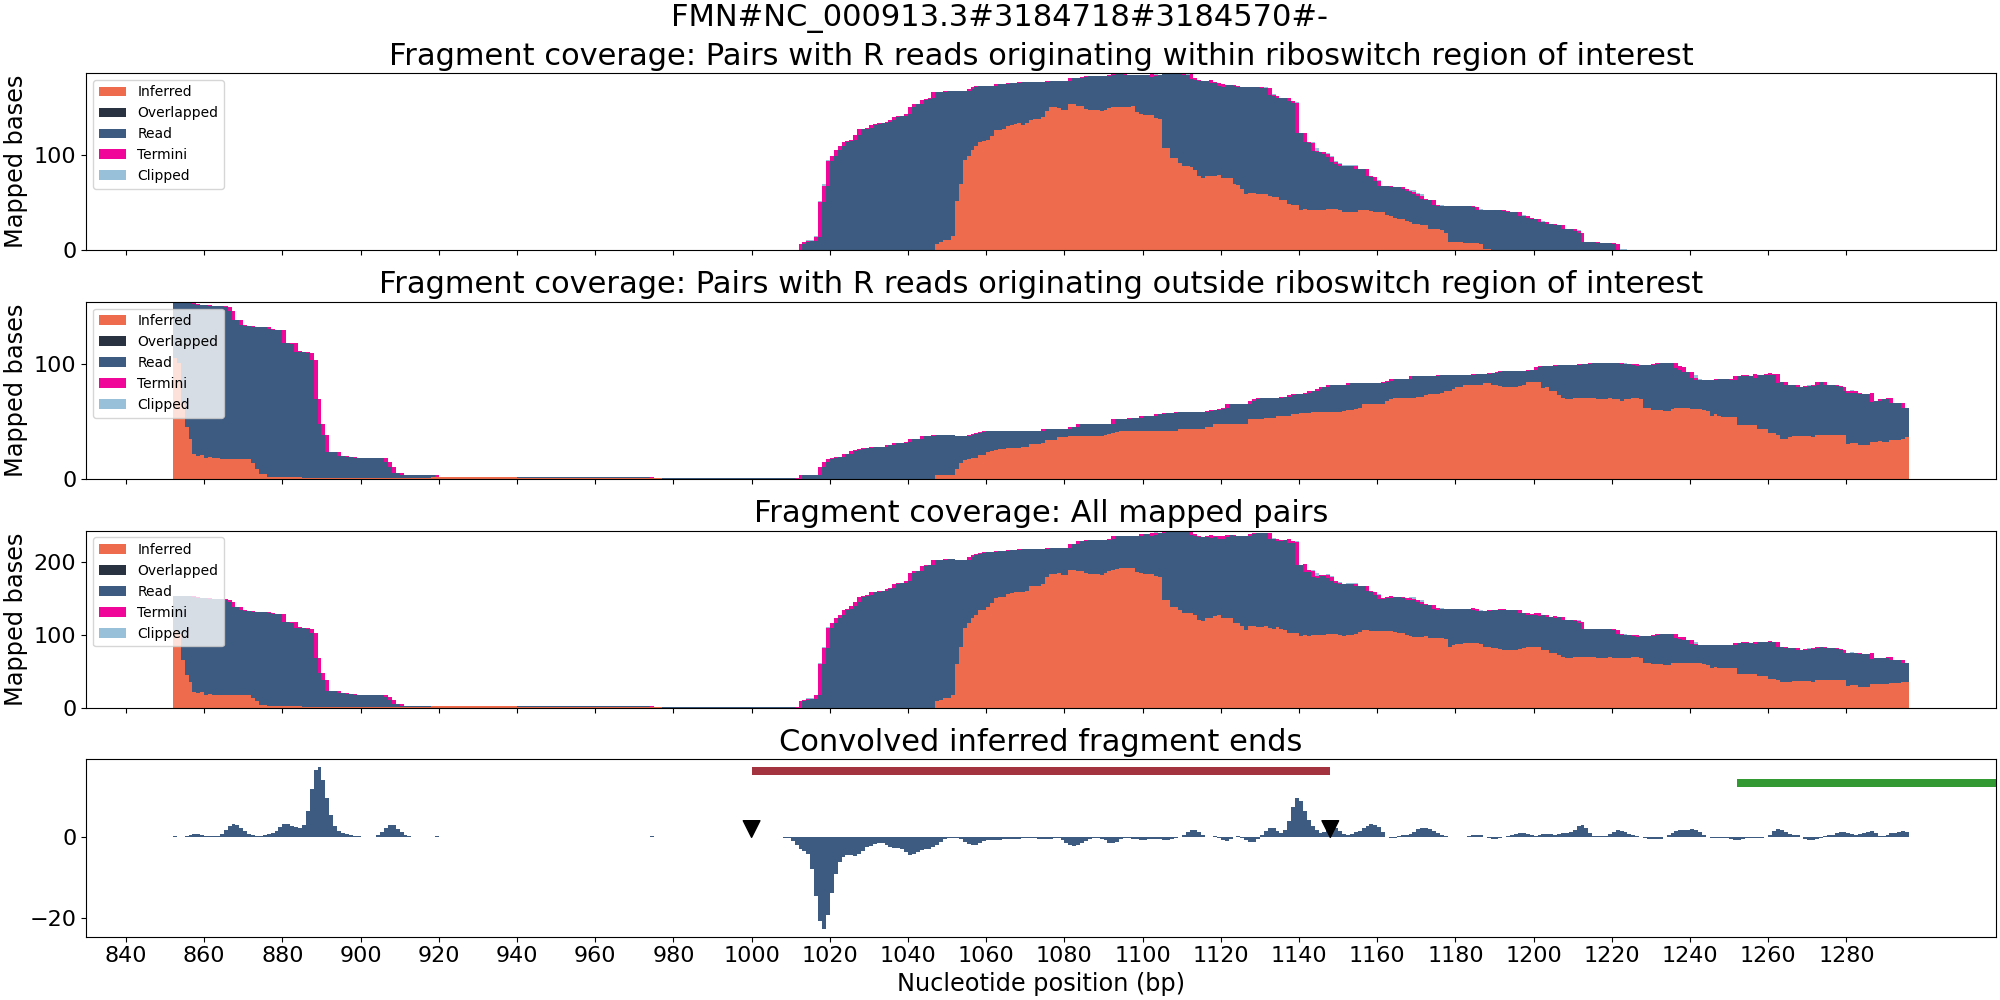 FMN#NC_000913.3#3184718#3184570#-
Fragment coverage: Pairs with R reads originating within riboswitch region of interest
Mapped bases
100
0
Inferred
Overlapped
Read
Termini
Clipped
Fragment coverage: Pairs with R reads originating outside riboswitch region of interest
Mapped bases
100
0
Inferred
Overlapped
Read
Termini
Clipped
Fragment coverage: All mapped pairs
Mapped bases
200
100
0
Inferred
Overlapped
Read
Termini
Clipped
Convolved inferred fragment ends
0
−20
840 860 880 900 920 940 960 980 1000 1020 1040 1060 1080 1100 1120 1140 1160 1180 1200 1220 1240 1260 1280
Nucleotide position (bp)